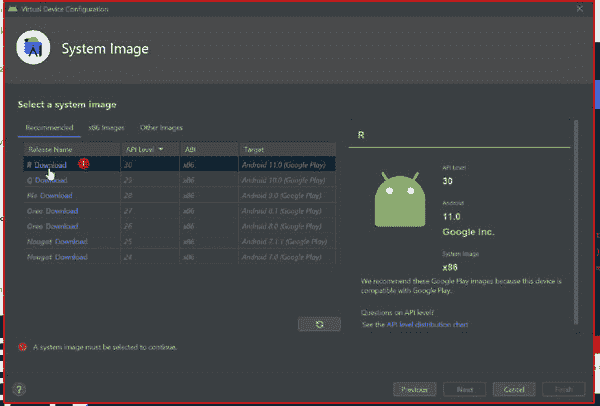 Virtual Device Configuration
System Image
Select a system image
Recommended x86 Images Other Images
Release Name API Level ABI Target
R Download 30 x86 Android 11.0 (Google Play)
Q Download 29 x86 Android 10.0 (Google Play)
Pie Download 28 x86 Android 9.0 (Google Play)
Oreo Download 27 x86 Android 8.1 (Google Play)
Oreo Download 26 x86 Android 8.0 (Google Play)
Nougat Download 25 x86 Android 7.1.1 (Google Play)
Nougat Download 24 x86 Android 7.0 (Google Play)
R
API Level
30
Android
11.0
Google Inc.
System Image
x86
We recommend these Google Play images because this device is
compatible with Google Play.
Questions on API level?
See the API level distribution chart
A system image must be selected to continue.
? Previous Next Cancel Finish